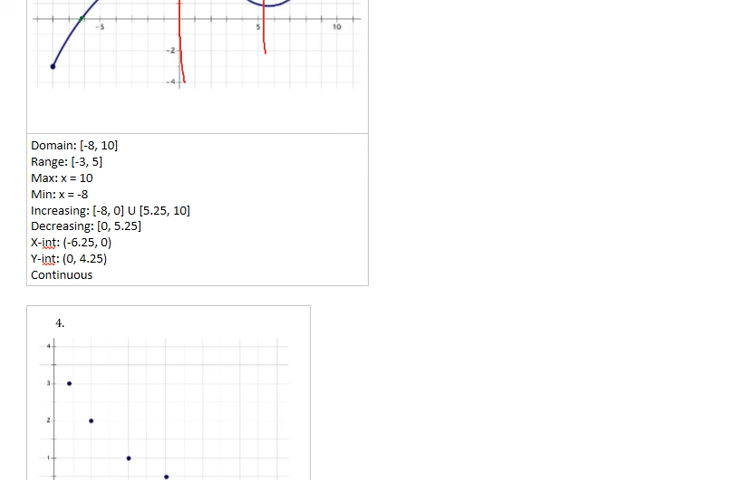 -5
5
10
-2
-4
Domain: [-8, 10]
Range: [-3, 5]
Max: x = 10
Min: x = -8
Increasing: [-8, 0] U [5.25, 10]
Decreasing: [0, 5.25]
X-int: (-6.25, 0)
Y-int: (0, 4.25)
Continuous
4.
4
3
2
1